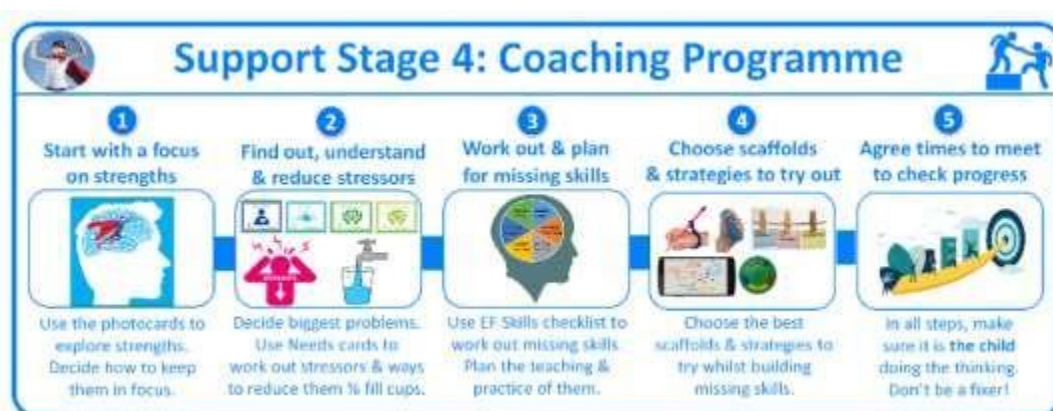 Support Stage 4: Coaching Programme
1
Start with a focus
on strengths
Use the photocards to
explore strengths.
Decide how to keep
them in focus.
2
Find out, understand
& reduce stressors
Decide biggest problems.
Use Needs cards to
work out stressors & ways
to reduce them % fill cups.
3
Work out & plan
for missing skills
Use EF Skills checklist to
work out missing skills
Plan the teaching &
practice of them.
4
Choose scaffolds
& strategies to try out
Choose the best
scaffolds & strategies to
try whilst building
missing skills.
5
Agree times to meet
to check progress
In all steps, make
sure it is the child
doing the thinking.
Don't be a fixer!